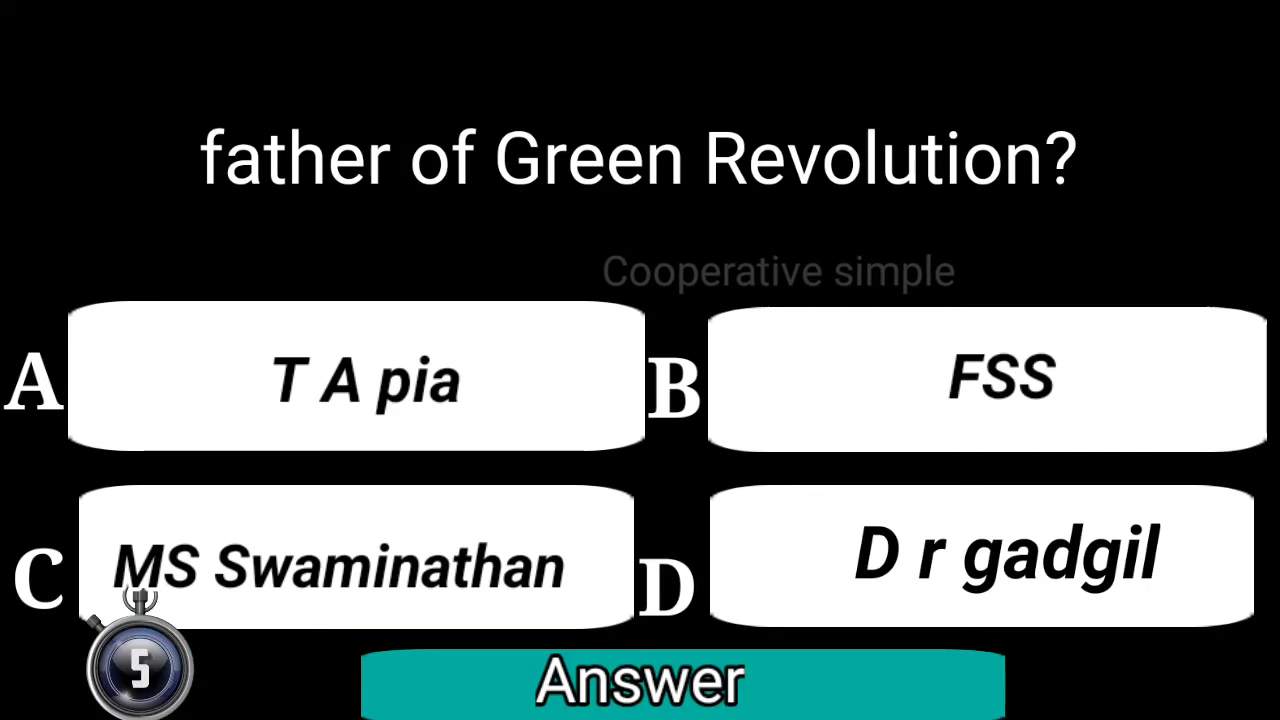 father of Green Revolution?
Cooperative simple
A T A pia B FSS
C MS Swaminathan D D r gadgil
5
Answer